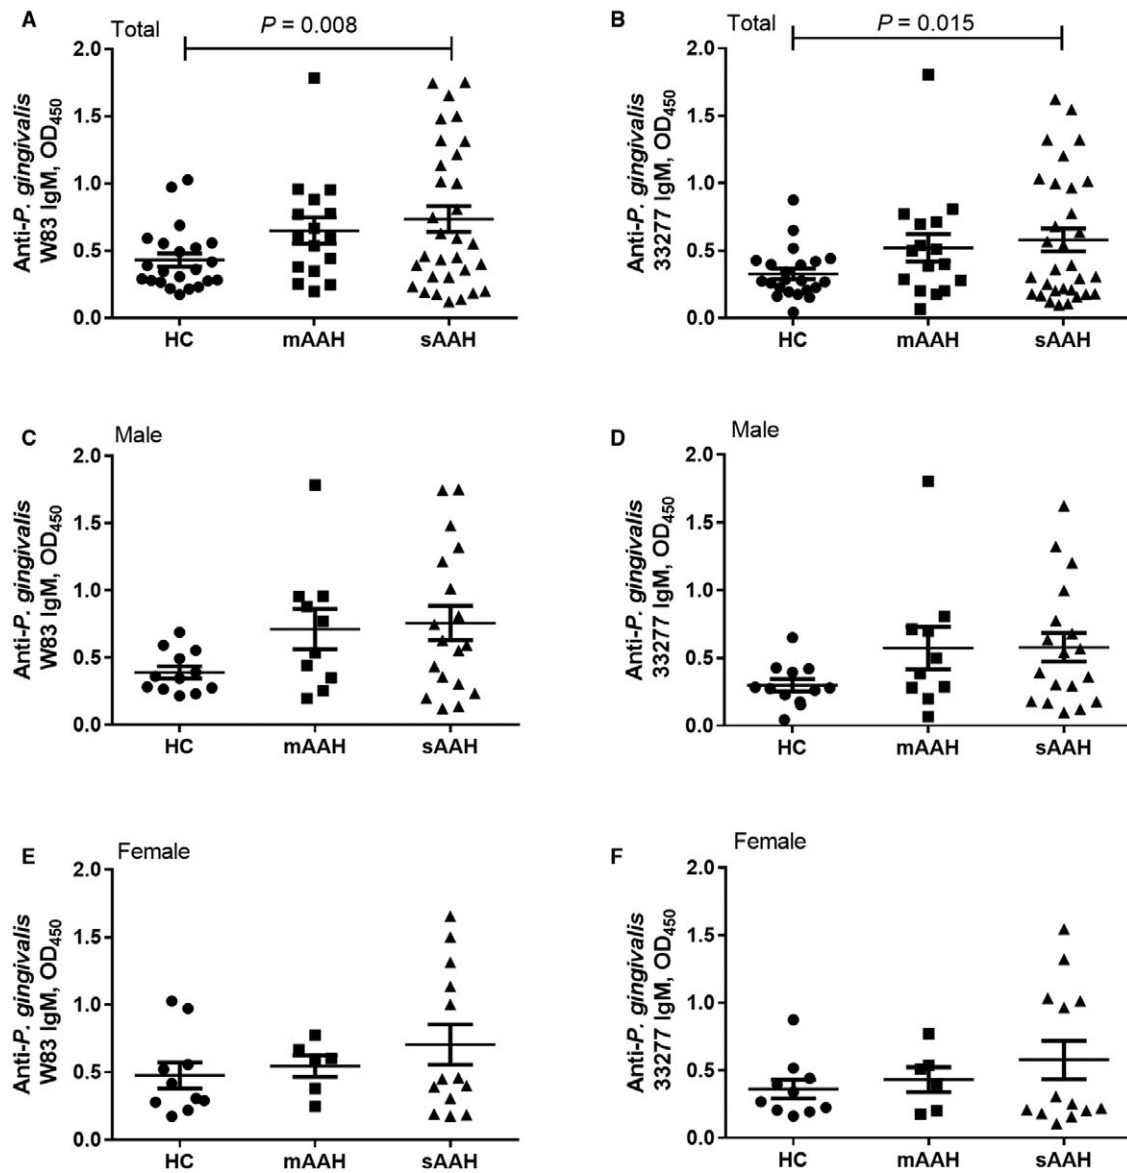 A
Total
P = 0.008
Anti-P. gingivalis
W83 IgM, OD450
2.0
1.5
1.0
0.5
0.0
HC mAAH sAAH
B
Total
P = 0.015
Anti-P. gingivalis
33277 IgM, OD450
2.0
1.5
1.0
0.5
0.0
HC mAAH sAAH
C
Male
Anti-P. gingivalis
W83 IgM, OD450
2.0
1.5
1.0
0.5
0.0
HC mAAH sAAH
D
Male
Anti-P. gingivalis
33277 IgM, OD450
2.0
1.5
1.0
0.5
0.0
HC mAAH sAAH
E
Female
Anti-P. gingivalis
W83 IgM, OD450
2.0
1.5
1.0
0.5
0.0
HC mAAH sAAH
F
Female
Anti-P. gingivalis
33277 IgM, OD450
2.0
1.5
1.0
0.5
0.0
HC mAAH sAAH